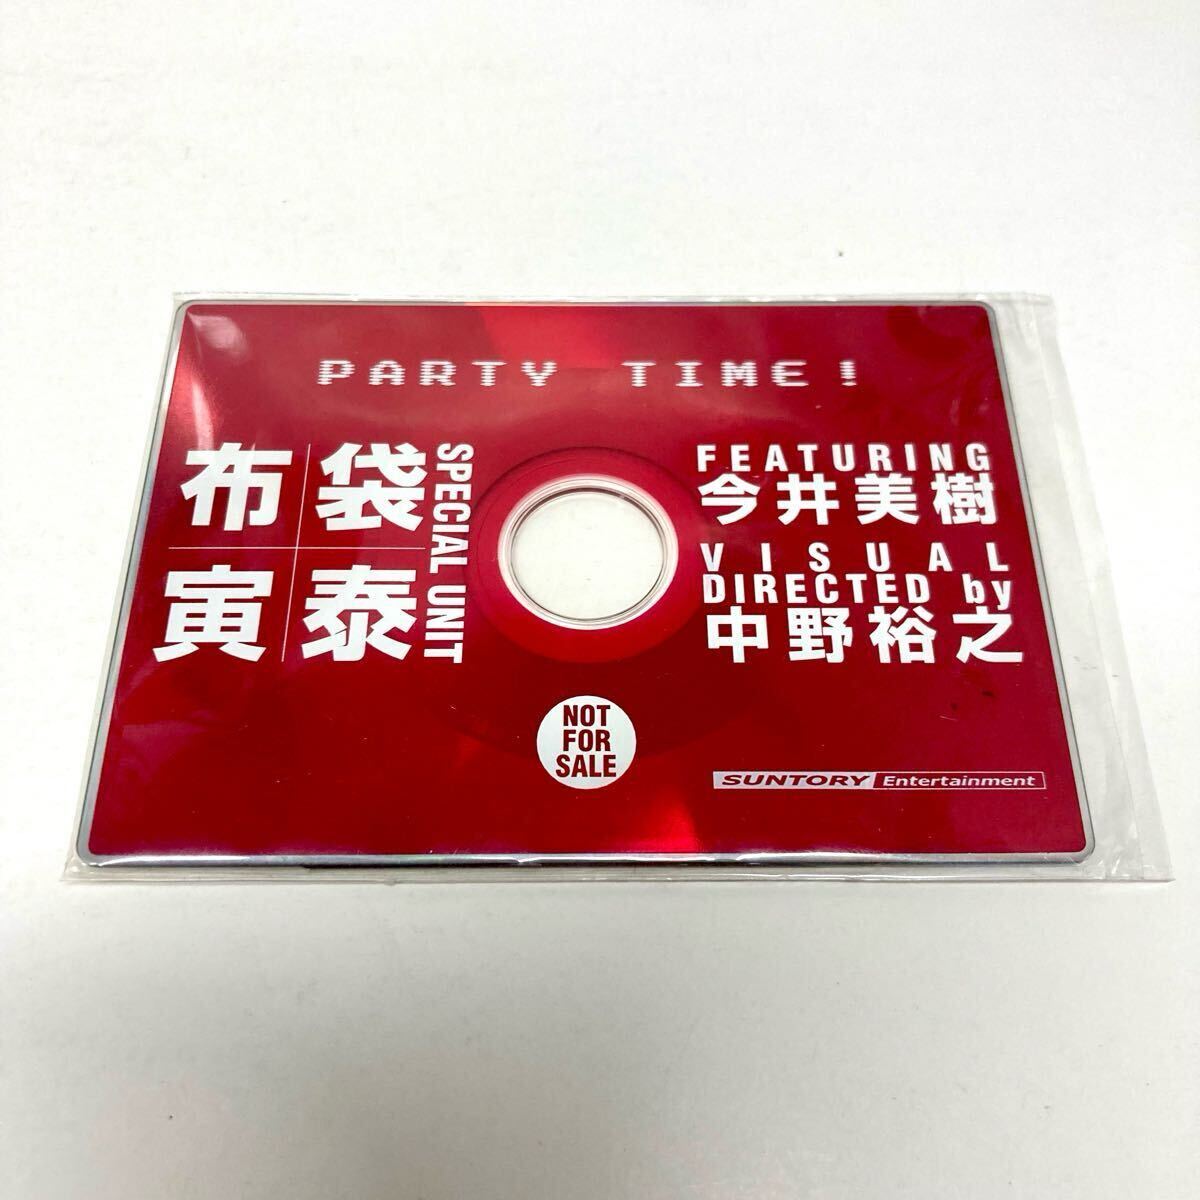 PARTY TIME!
布袋
寅泰
SPECIAL UNIT
FEATURING
今井美樹
VISUAL
DIRECTED by
中野裕之
NOT
FOR
SALE
SUNTORY Entertainment